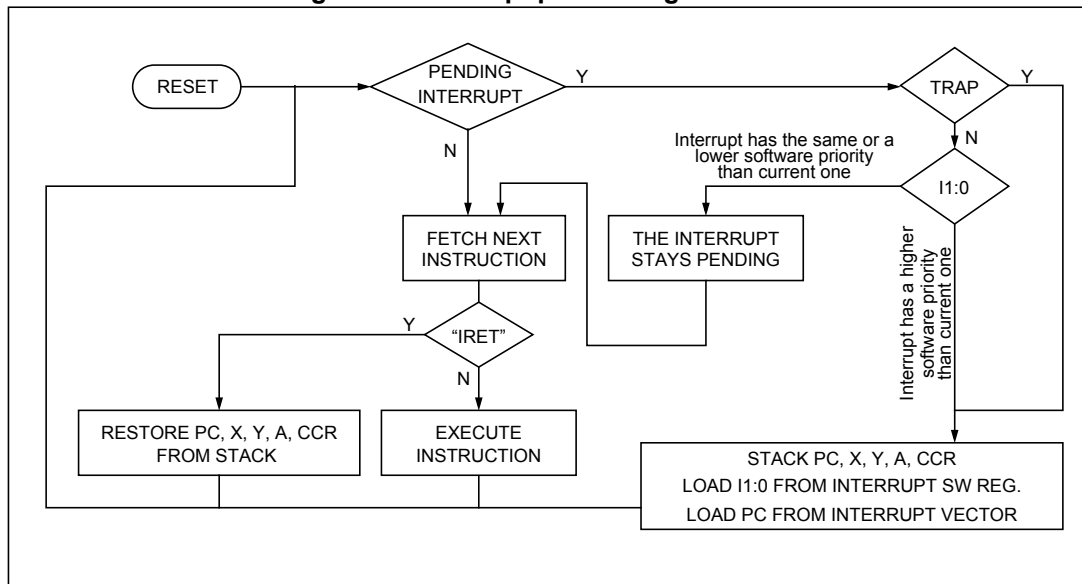 RESET
PENDING
INTERRUPT
Y
TRAP
Y
N
N
Interrupt has the same or a
lower software priority
than current one
I1:0
FETCH NEXT
INSTRUCTION
THE INTERRUPT
STAYS PENDING
Interrupt has a higher
software priority
than current one
Y
“IRET”
N
RESTORE PC, X, Y, A, CCR
FROM STACK
EXECUTE
INSTRUCTION
STACK PC, X, Y, A, CCR
LOAD I1:0 FROM INTERRUPT SW REG.
LOAD PC FROM INTERRUPT VECTOR